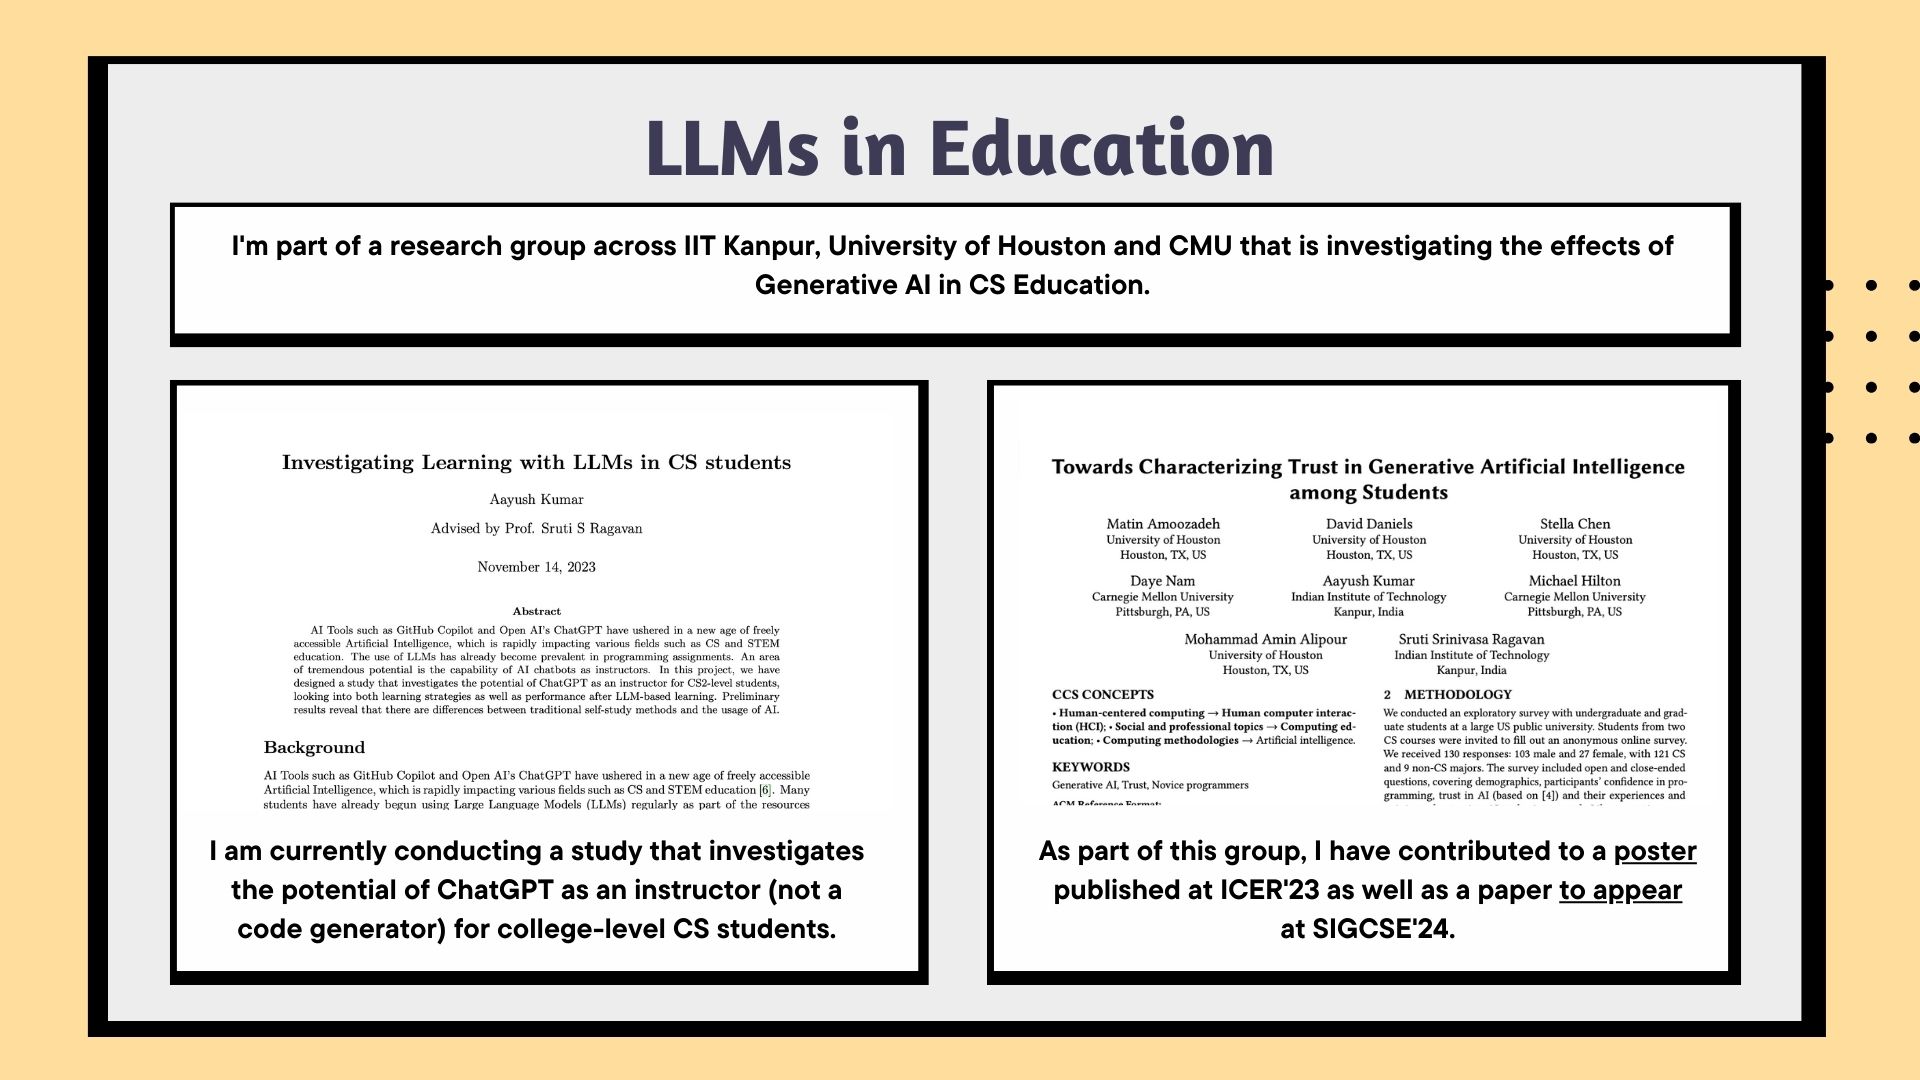 LLMs in Education
I'm part of a research group across IIT Kanpur, University of Houston and CMU that is investigating the effects of
Generative AI in CS Education.
Investigating Learning with LLMs in CS students
Aayush Kumar
Advised by Prof. Sruti S Ragavan
November 14, 2023
Abstract
AI Tools such as GitHub Copilot and Open AI's ChatGPT have ushered in a new age of freely
accessible Artificial Intelligence, which is rapidly impacting various fields such as CS and STEM
education. The use of LLMs has already become prevalent in programming assignments. An area
of tremendous potential is the capability of AI chatbots as instructors. In this project, we have
designed a study that investigates the potential of ChatGPT as an instructor for CS2-level students,
looking into both learning strategies as well as performance after LLM-based learning. Preliminary
results reveal that there are differences between traditional self-study methods and the usage of AI.
Background
AI Tools such as GitHub Copilot and Open AI's ChatGPT have ushered in a new age of freely accessible
Artificial Intelligence, which is rapidly impacting various fields such as CS and STEM education [6]. Many
students have already begun using Large Language Models (LLMs) regularly as part of the resources
I am currently conducting a study that investigates
the potential of ChatGPT as an instructor (not a
code generator) for college-level CS students.
Towards Characterizing Trust in Generative Artificial Intelligence
among Students
Matin Amoozadeh
University of Houston
Houston, TX, US
David Daniels
University of Houston
Houston, TX, US
Stella Chen
University of Houston
Houston, TX, US
Daye Nam
Carnegie Mellon University
Pittsburgh, PA, US
Aayush Kumar
Indian Institute of Technology
Kanpur, India
Michael Hilton
Carnegie Mellon University
Pittsburgh, PA, US
Mohammad Amin Alipour
University of Houston
Houston, TX, US
Sruti Srinivasa Ragavan
Indian Institute of Technology
Kanpur, India
CCS CONCEPTS
• Human-centered computing → Human computer interac-
tion (HCI); • Social and professional topics → Computing ed-
ucation; • Computing methodologies → Artificial intelligence.
KEYWORDS
Generative AI, Trust, Novice programmers
ACM Reference Format:
2 METHODOLOGY
We conducted an exploratory survey with undergraduate and grad-
uate students at a large US public university. Students from two
CS courses were invited to fill out an anonymous online survey.
We received 130 responses: 103 male and 27 female, with 121 CS
and 9 non-CS majors. The survey included open and close-ended
questions, covering demographics, participants' confidence in pro-
gramming, trust in AI (based on [4]) and their experiences and
As part of this group, I have contributed to a poster
published at ICER'23 as well as a paper to appear
at SIGCSE'24.